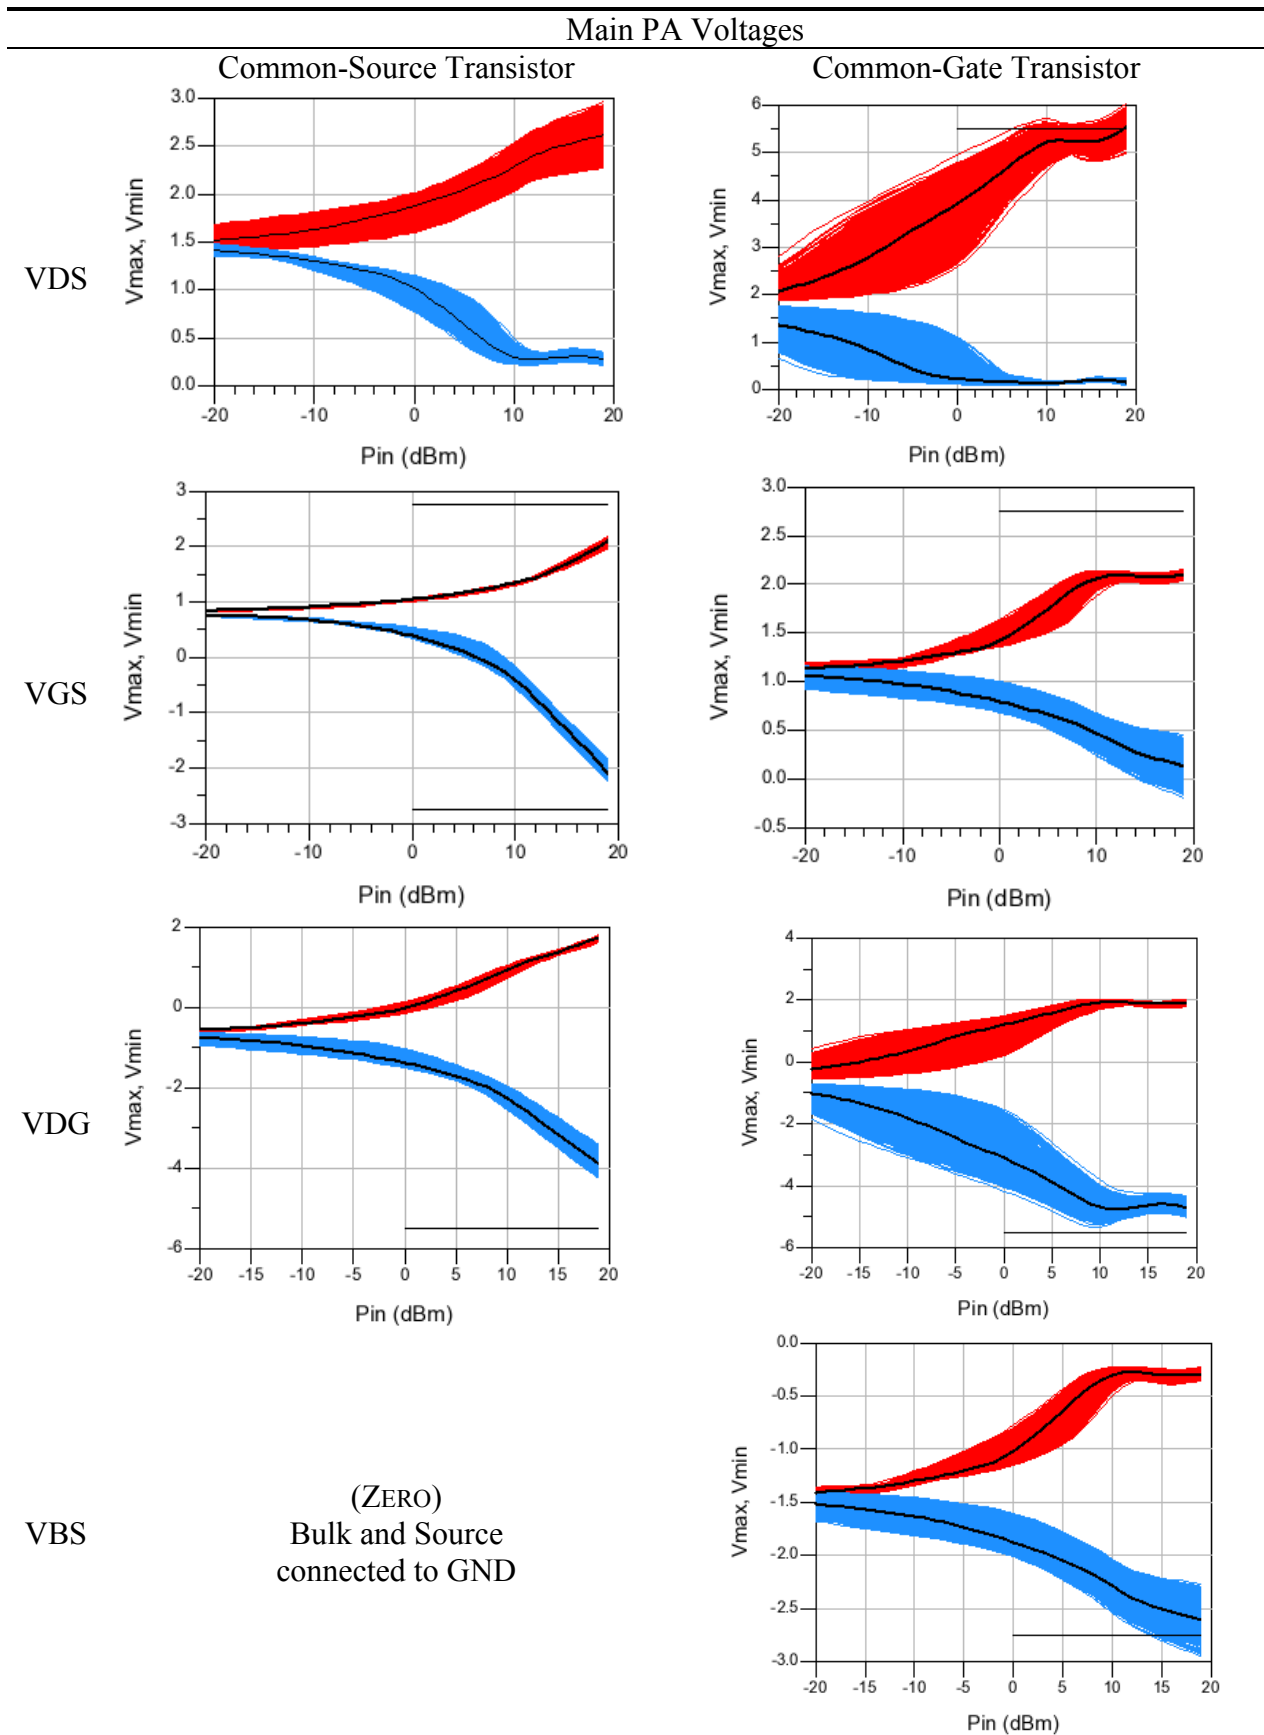 Main PA Voltages
Common-Source Transistor Common-Gate Transistor
VDS
Vmax, Vmin
3.0
2.5
2.0
1.5
1.0
0.5
0.0
-20 -10 0 10 20
Pin (dBm)
Vmax, Vmin
6
5
4
3
2
1
0
-20 -10 0 10 20
Pin (dBm)
VGS
Vmax, Vmin
3
2
1
0
-1
-2
-3
-20 -10 0 10 20
Pin (dBm)
Vmax, Vmin
3.0
2.5
2.0
1.5
1.0
0.5
0.0
-0.5
-20 -10 0 10 20
Pin (dBm)
VDG
Vmax, Vmin
2
0
-2
-4
-6
-20 -15 -10 -5 0 5 10 15 20
Pin (dBm)
Vmax, Vmin
4
2
0
-2
-4
-6
-20 -15 -10 -5 0 5 10 15 20
Pin (dBm)
VBS
(ZERO)
Bulk and Source
connected to GND
Vmax, Vmin
0.0
-0.5
-1.0
-1.5
-2.0
-2.5
-3.0
-20 -15 -10 -5 0 5 10 15 20
Pin (dBm)